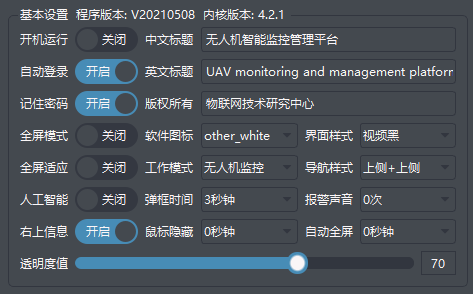 基本设置 程序版本: V20210508 内核版本: 4.2.1
开机运行 关闭 中文标题 无人机智能监控管理平台
自动登录 开启 英文标题 UAV monitoring and management platform
记住密码 开启 版权所有 物联网技术研究中心
全屏模式 关闭 软件图标 other_white 界面样式 视频黑
全屏适应 关闭 工作模式 无人机监控 导航样式 上侧+上侧
人工智能 关闭 弹框时间 3秒钟 报警声音 0次
右上信息 开启 鼠标隐藏 0秒钟 自动全屏 0秒钟
透明度值 70